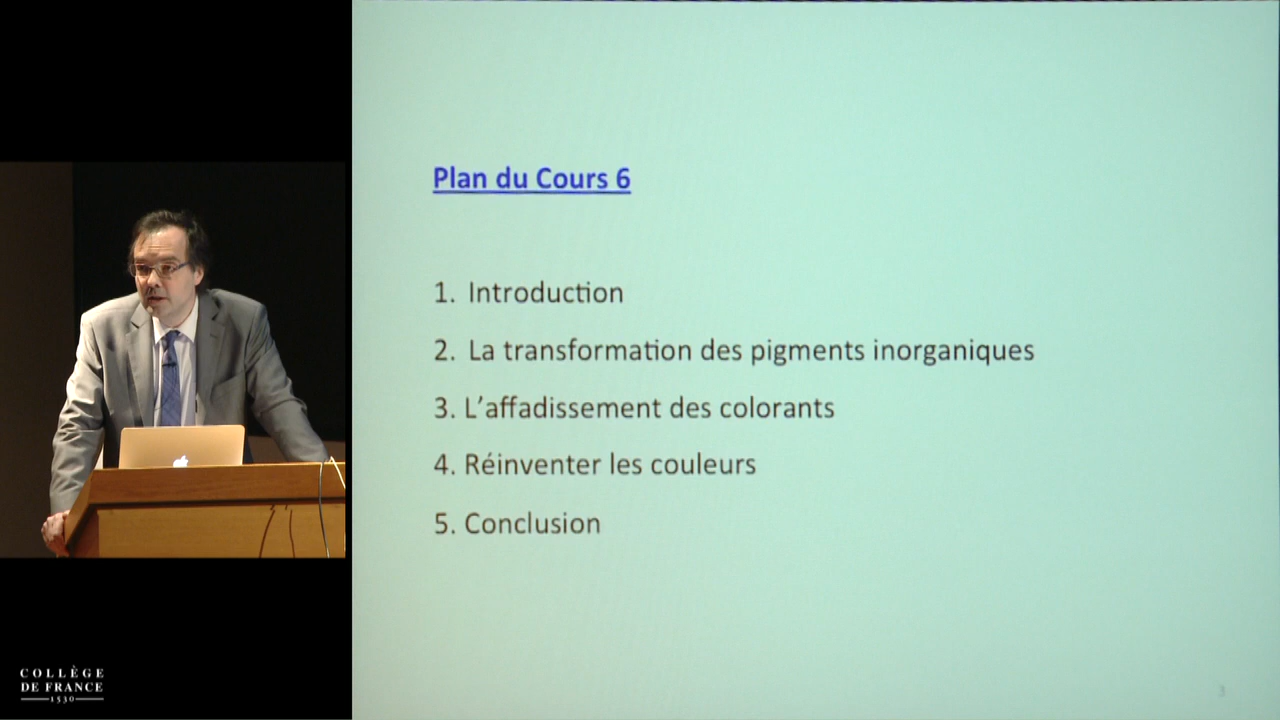 Plan du Cours 6
1. Introduction
2. La transformation des pigments inorganiques
3. L’affadissement des colorants
4. Réinventer les couleurs
5. Conclusion
3
COLLÈGE
DE FRANCE
1530